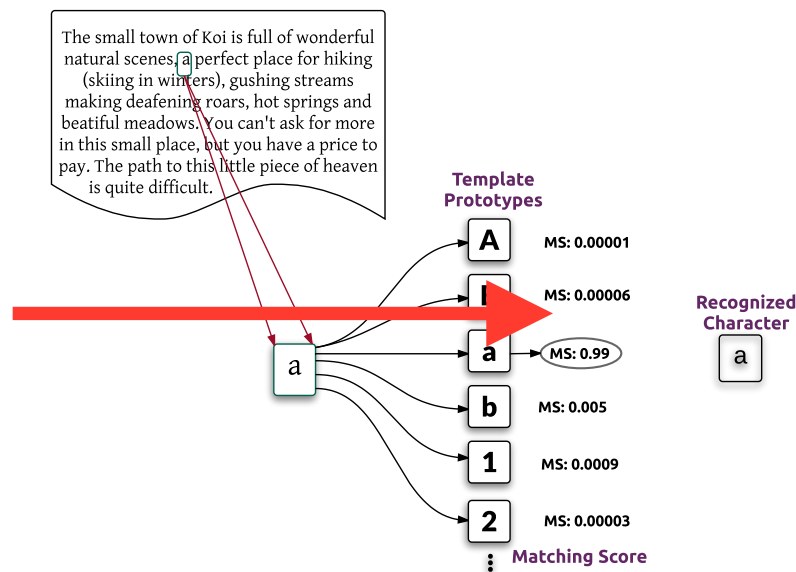 The small town of Koi is full of wonderful
natural scenes, a perfect place for hiking
(skiing in winters), gushing streams
making deafening roars, hot springs and
beatiful meadows. You can't ask for more
in this small place, but you have a price to
pay. The path to this little piece of heaven
is quite difficult.
Template
Prototypes
A
MS: 0.00001
MS: 0.00006
Recognized
Character
a
a
MS: 0.99
a
b
MS: 0.005
1
MS: 0.0009
2
MS: 0.00003
Matching Score